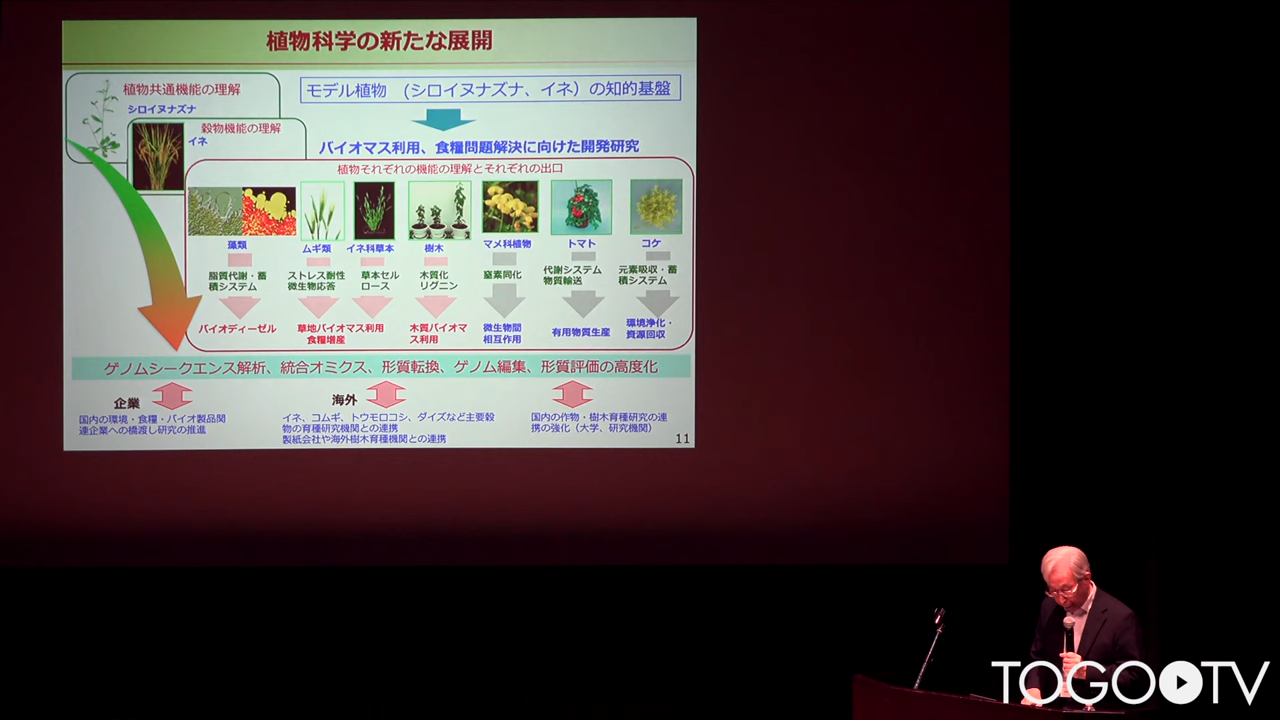 植物科学の新たな展開
植物共通機能の理解
シロイヌナズナ
穀物機能の理解
イネ
モデル植物 （シロイヌナズナ、イネ）の知的基盤
バイオマス利用、食糧問題解決に向けた開発研究
植物それぞれの機能の理解とそれぞれの出口
藻類
ムギ類
イネ科草本
樹木
マメ科植物
トマト
コケ
脂質代謝・蓄
積システム
ストレス耐性
微生物応答
草本セル
ロース
木質化
リグニン
窒素同化
代謝システム
物質輸送
元素吸収・蓄
積システム
バイオディーゼル
草地バイオマス利用
食糧増産
木質バイオマ
ス利用
微生物間
相互作用
有用物質生産
環境浄化・
資源回収
ゲノムシークエンス解析、統合オミクス、形質転換、ゲノム編集、形質評価の高度化
企業
国内の環境・食糧・バイオ製品関
連企業への橋渡し研究の推進
海外
イネ、コムギ、トウモロコシ、ダイズなど主要穀
物の育種研究機関との連携
製紙会社や海外樹木育種機関との連携
国内の作物・樹木育種研究の連
携の強化（大学、研究機関）
11
TOGO TV